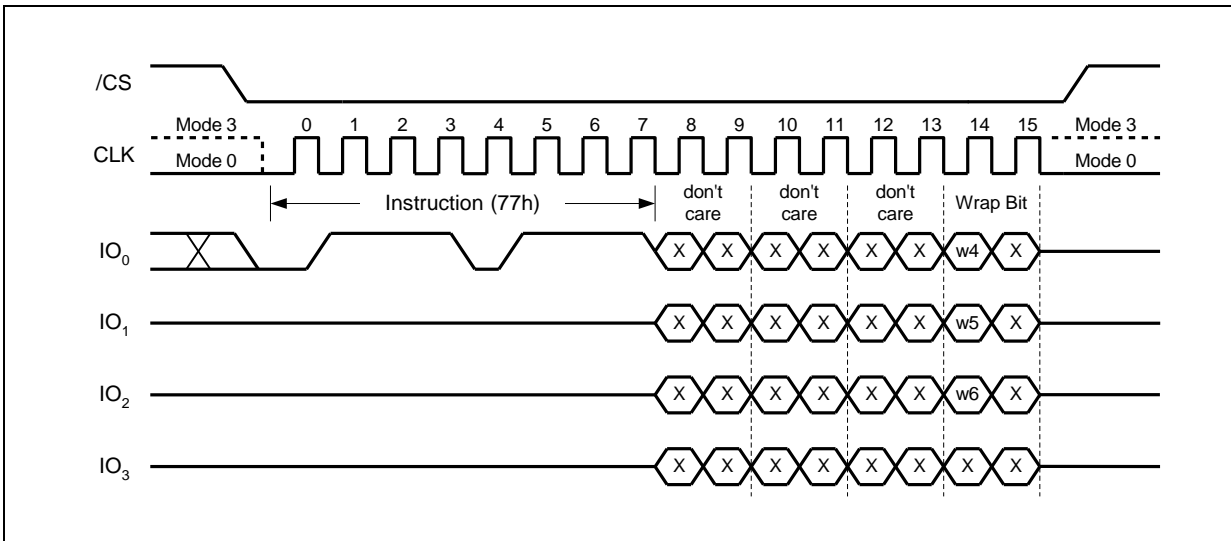 /CS
Mode 3 0 1 2 3 4 5 6 7 8 9 10 11 12 13 14 15 Mode 3
CLK Mode 0 Mode 0
Instruction (77h) don't care don't care don't care Wrap Bit
IO0 X X X X X X w4 X
IO1 X X X X X X w5 X
IO2 X X X X X X w6 X
IO3 X X X X X X X X